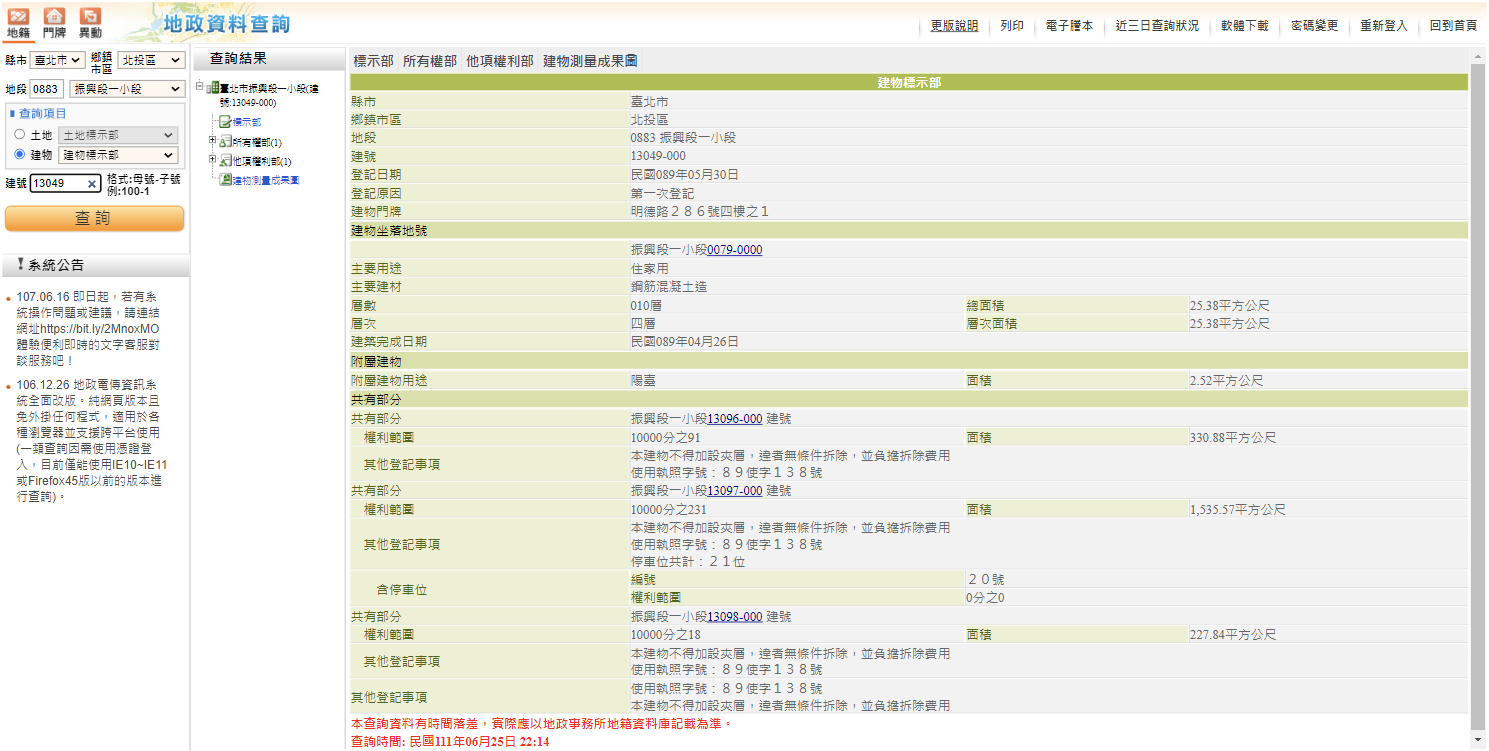 地籍 門牌 異動
地政資料查詢
更版說明 列印 電子謄本 近三日查詢狀況 軟體下載 密碼變更 重新登入 回到首頁
縣市 臺北市 鄉鎮市區 北投區
地段 0883 振興段一小段
查詢項目
土地 土地標示部
建物 建物標示部
建號 13049 格式:母號-子號
例:100-1
查 詢
系統公告
107.06.16 即日起，若有系
統操作問題或建議，請連結
網址https://bit.ly/2MnoxMO
體驗便利即時的文字客服對
談服務吧！
106.12.26 地政電傳資訊系
統全面改版。純網頁版本且
免外掛任何程式，適用於各
種瀏覽器並支援跨平台使用
(一類查詢因需使用憑證登
入，目前僅能使用IE10~IE11
或Firefox45版以前的版本進
行查詢)。
查詢結果
臺北市振興段一小段(建
號:13049-000)
標示部
所有權部(1)
他項權利部(1)
建物測量成果圖
標示部 所有權部 他項權利部 建物測量成果圖
建物標示部
縣市 臺北市
鄉鎮市區 北投區
地段 0883 振興段一小段
建號 13049-000
登記日期 民國089年05月30日
登記原因 第一次登記
建物門牌 明德路２８６號四樓之１
建物坐落地號
振興段一小段0079-0000
主要用途 住家用
主要建材 鋼筋混凝土造
層數 010層 總面積 25.38平方公尺
層次 四層 層次面積 25.38平方公尺
建築完成日期 民國089年04月26日
附屬建物
附屬建物用途 陽臺 面積 2.52平方公尺
共有部分
共有部分 振興段一小段13096-000 建號
權利範圍 10000分之91 面積 330.88平方公尺
其他登記事項 本建物不得加設夾層，違者無條件拆除，並負擔拆除費用
使用執照字號：８９使字１３８號
共有部分 振興段一小段13097-000 建號
權利範圍 10000分之231 面積 1,535.57平方公尺
其他登記事項 本建物不得加設夾層，違者無條件拆除，並負擔拆除費用
使用執照字號：８９使字１３８號
停車位共計：２１位
含停車位 編號 ２０號
權利範圍 0分之0
共有部分 振興段一小段13098-000 建號
權利範圍 10000分之18 面積 227.84平方公尺
其他登記事項 本建物不得加設夾層，違者無條件拆除，並負擔拆除費用
使用執照字號：８９使字１３８號
其他登記事項 使用執照字號：８９使字１３８號
本建物不得加設夾層，違者無條件拆除，並負擔拆除費用
本查詢資料有時間落差，實際應以地政事務所地籍資料庫記載為準。
查詢時間: 民國111年06月25日 22:14